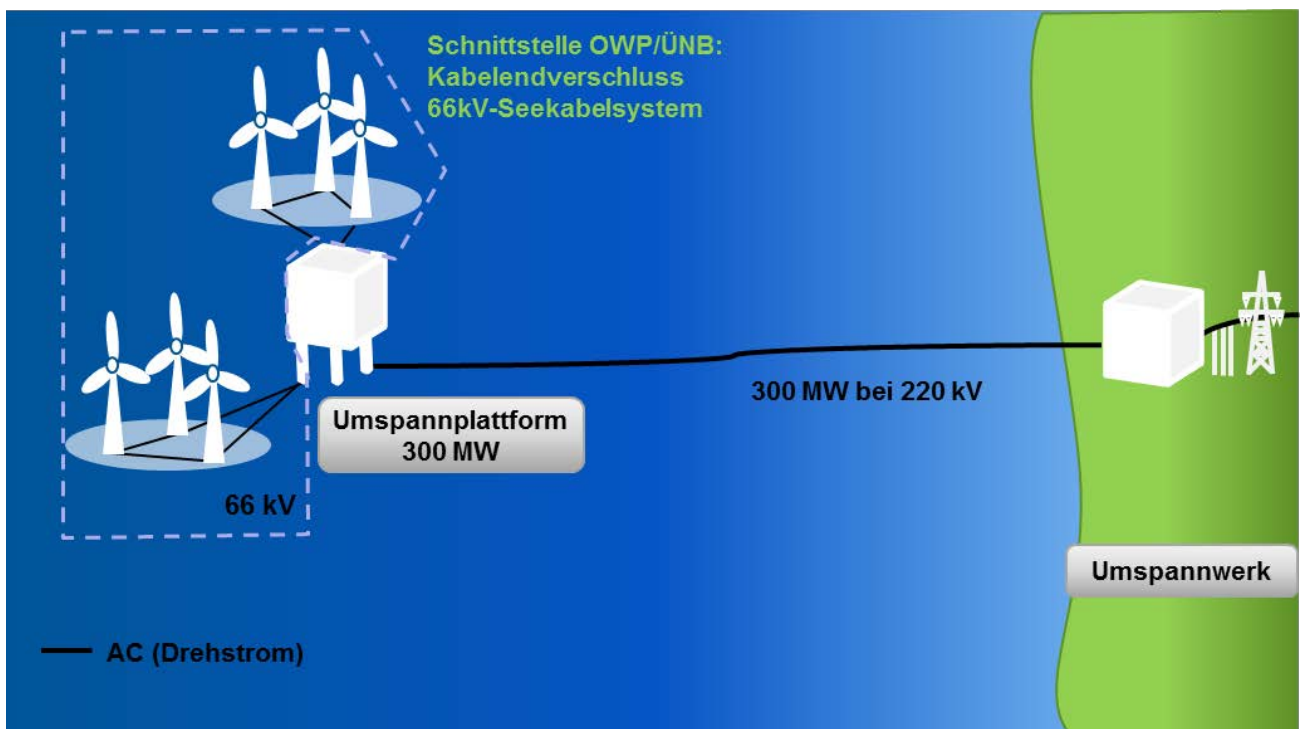 Schnittstelle OWP/ÜNB:
Kabelendverschluss
66kV-Seekabelsystem
300 MW bei 220 kV
Umspannplattform
300 MW
66 kV
Umspannwerk
AC (Drehstrom)